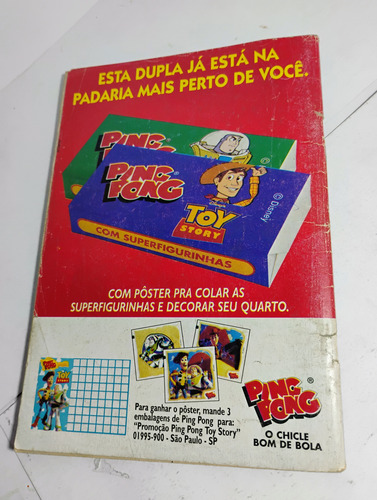 ESTA DUPLA JÁ ESTÁ NA
PADARIA MAIS PERTO DE VOCÊ.
PING
PONG
PING
PONG
TOY
STORY
© Disney
COM SUPERFIGURINHAS
COM PÔSTER PRA COLAR AS
SUPERFIGURINHAS E DECORAR SEU QUARTO.
TOY
STORY
Para ganhar o pôster, mande 3
embalagens de Ping Pong para:
"Promoção Ping Pong Toy Story"
01995-900 - São Paulo - SP
PING
PONG ®
O CHICLE
BOM DE BOLA